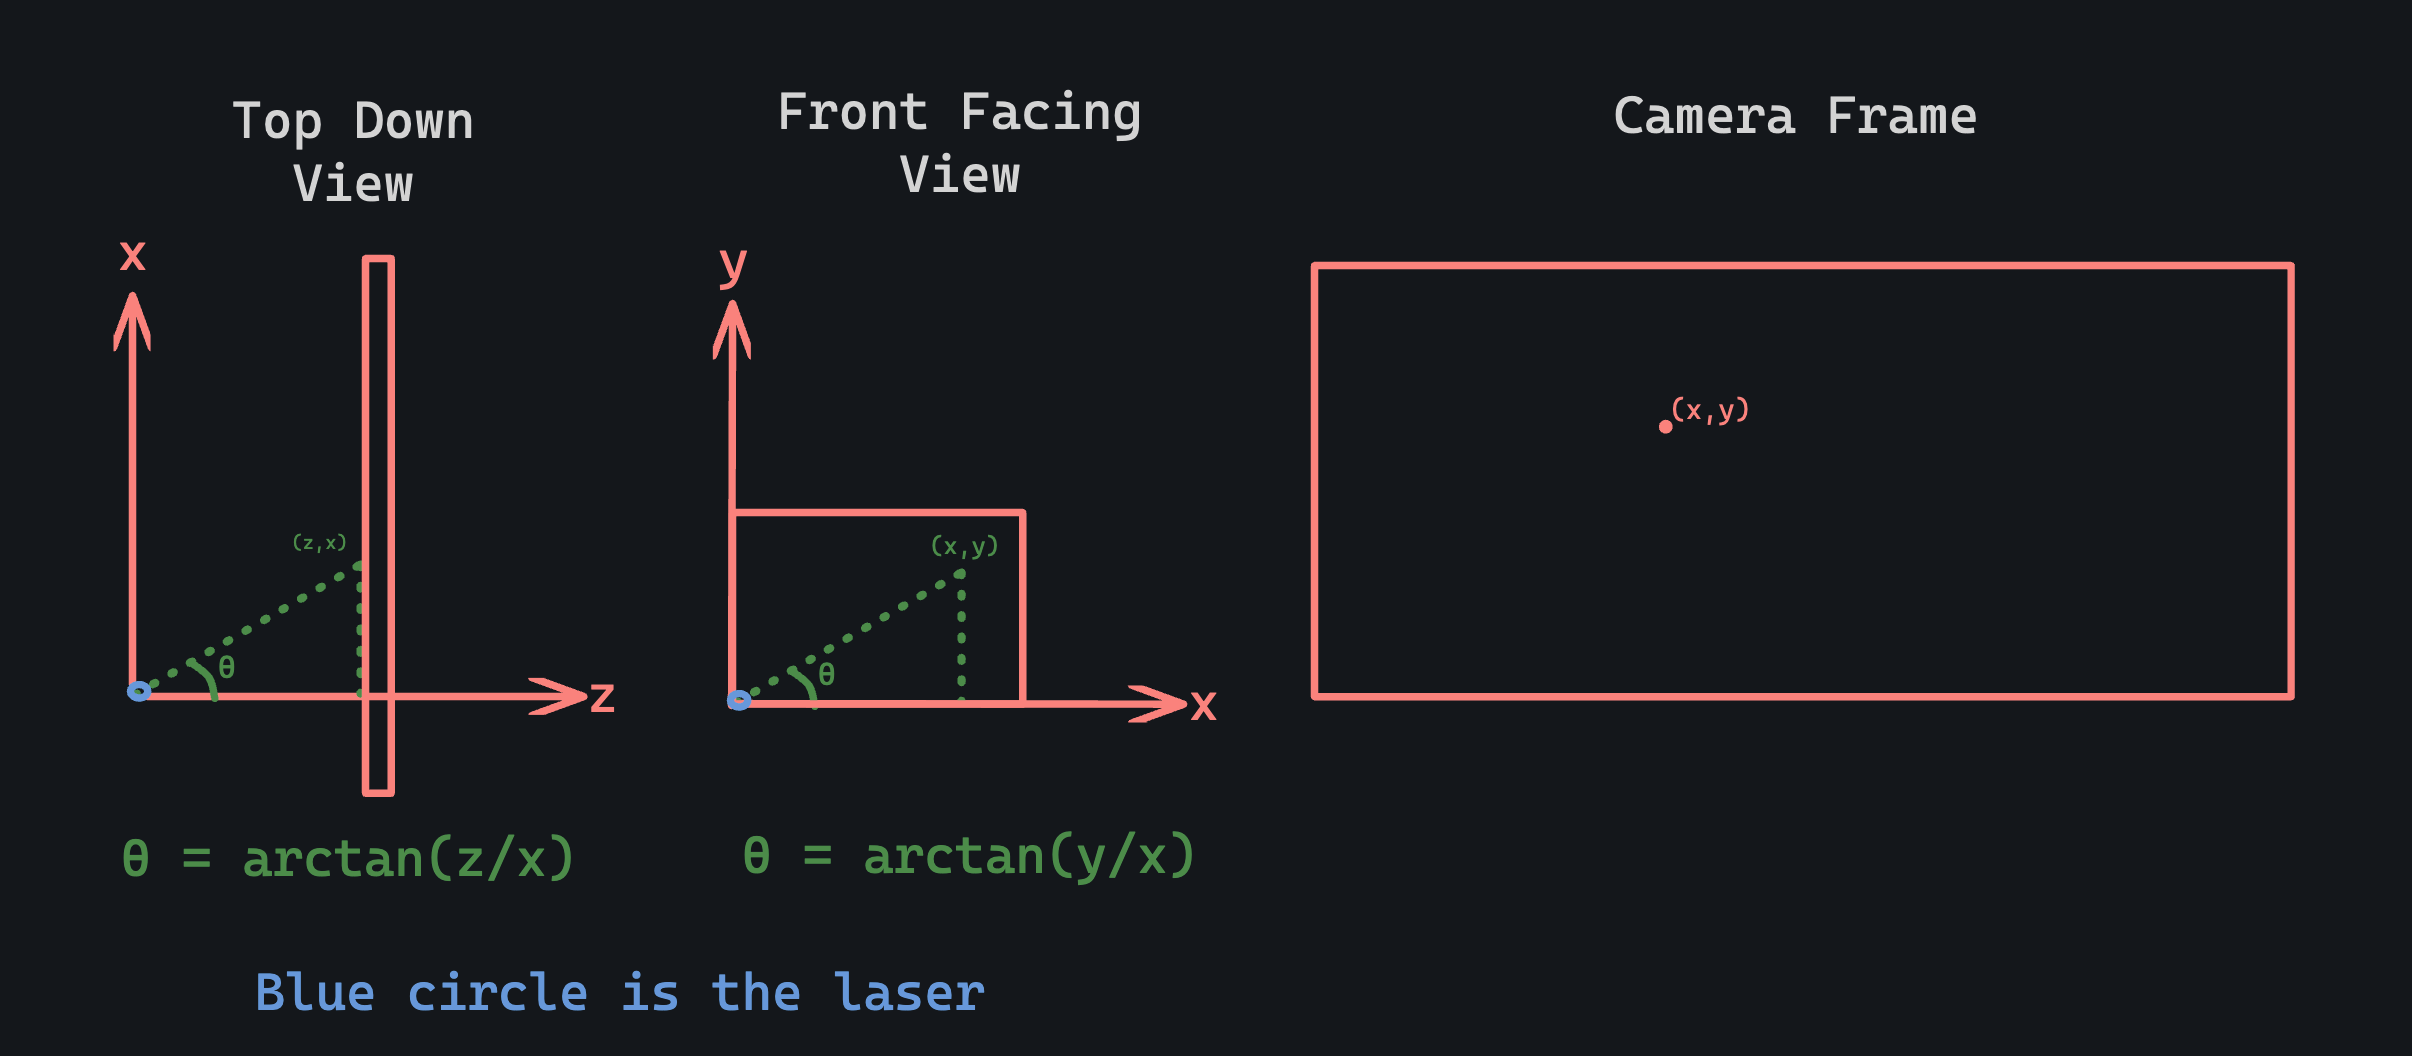 Top Down
View
x
(z,x)
θ
z
θ = arctan(z/x)
Front Facing
View
y
(x,y)
θ
x
θ = arctan(y/x)
Camera Frame
(x,y)
Blue circle is the laser